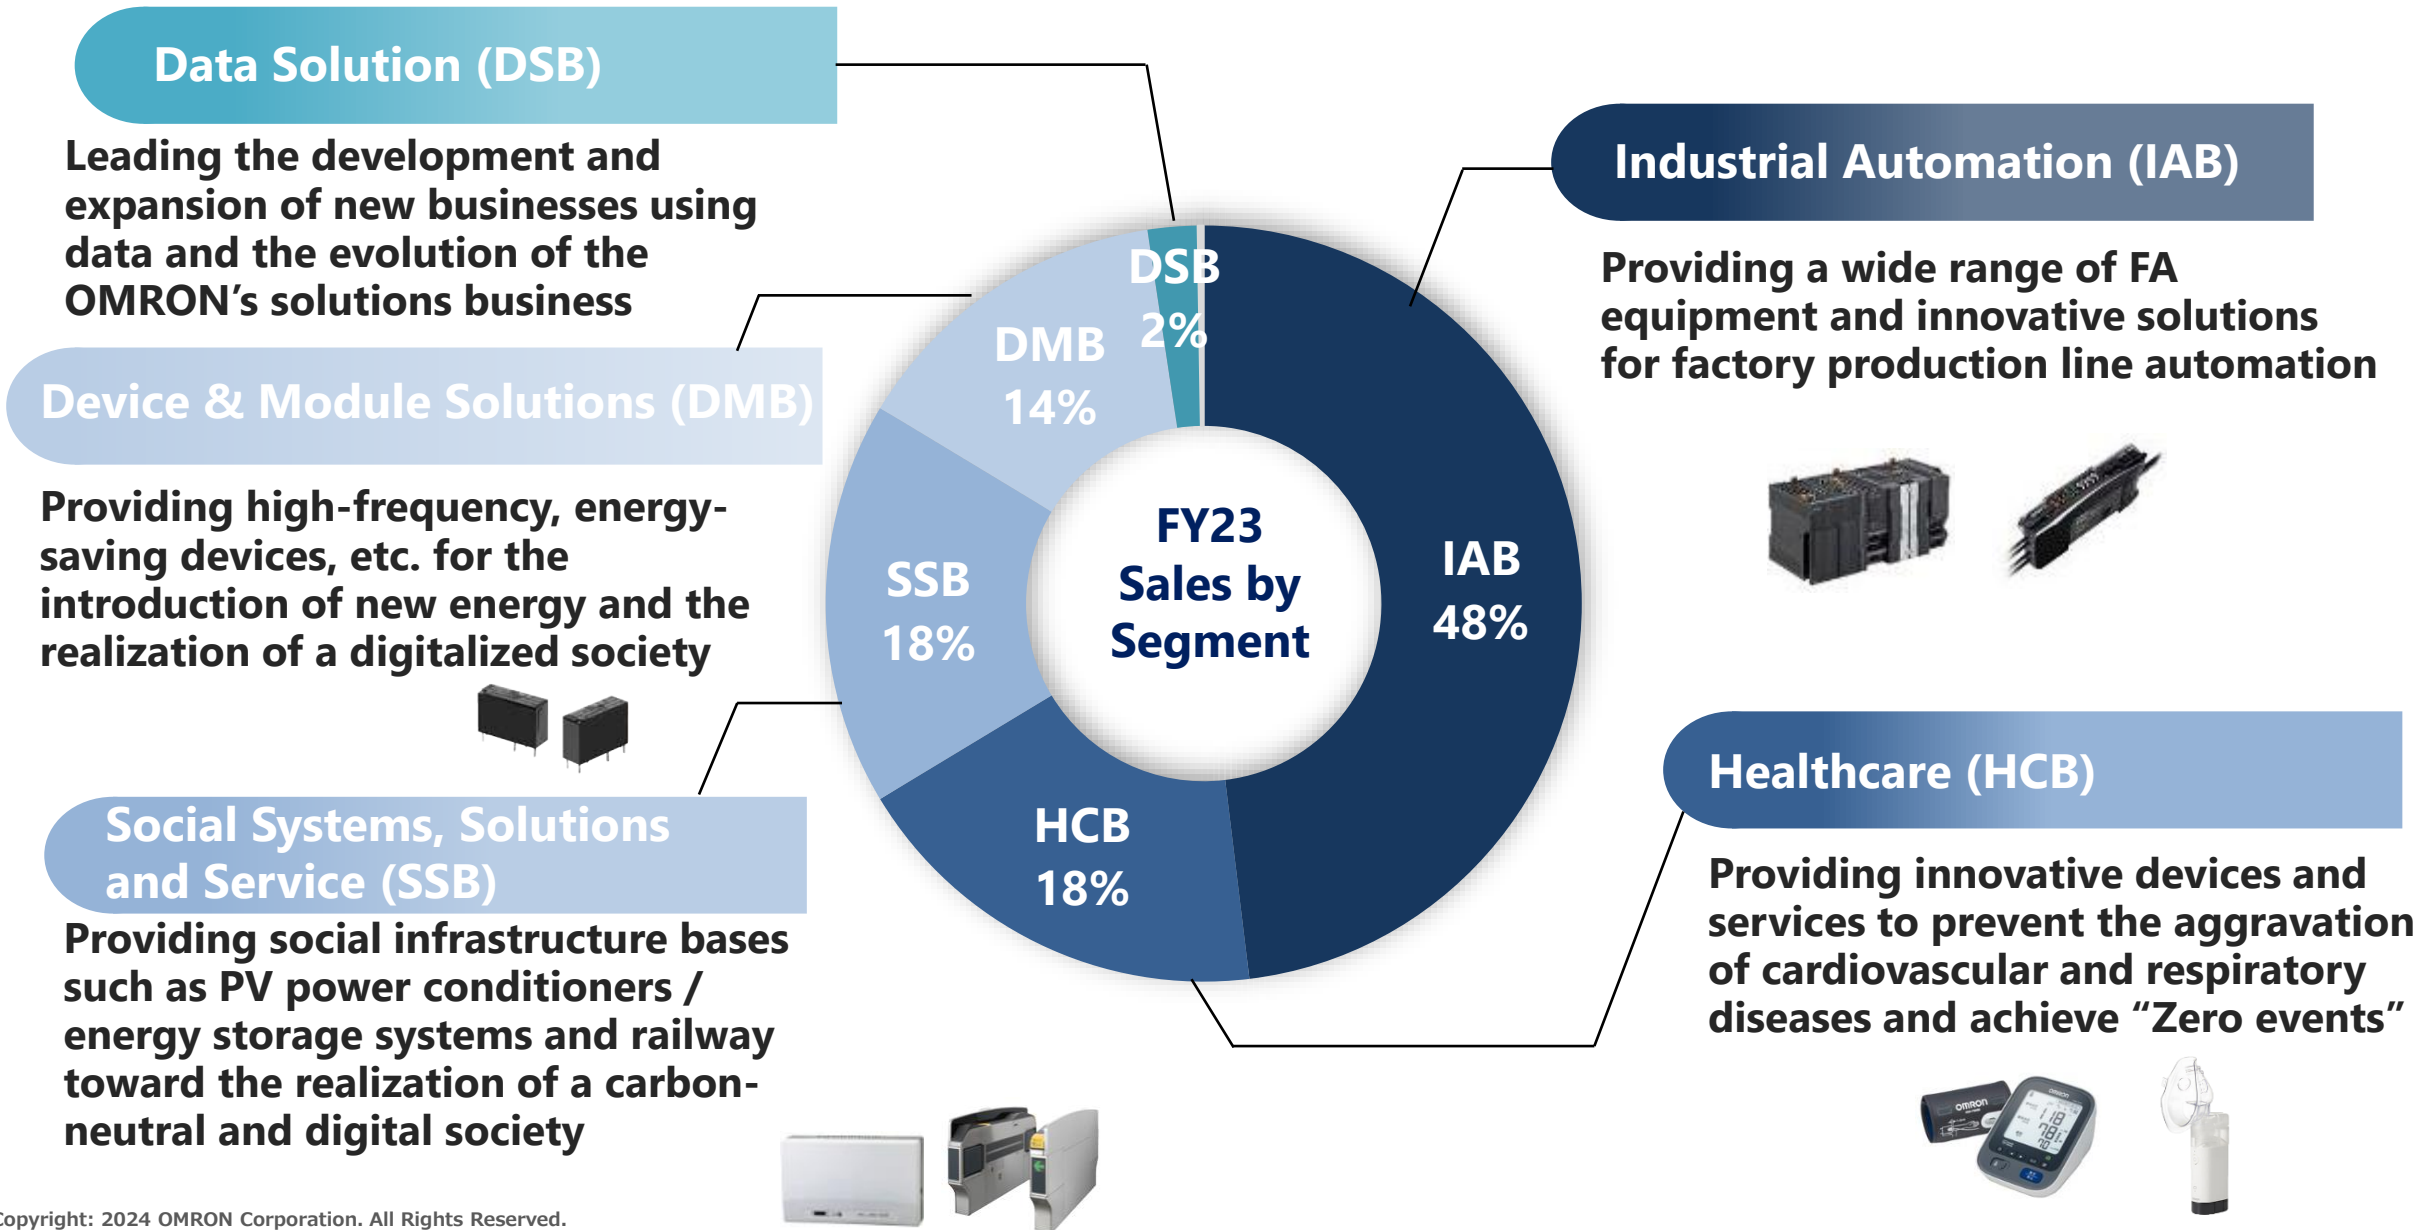 Data Solution (DSB)
Leading the development and
expansion of new businesses using
data and the evolution of the
OMRON’s solutions business
Device & Module Solutions (DMB)
Providing high-frequency, energy-
saving devices, etc. for the
introduction of new energy and the
realization of a digitalized society
Social Systems, Solutions
and Service (SSB)
Providing social infrastructure bases
such as PV power conditioners /
energy storage systems and railway
toward the realization of a carbon-
neutral and digital society
DSB
2%
DMB
14%
SSB
18%
HCB
18%
IAB
48%
FY23
Sales by
Segment
Industrial Automation (IAB)
Providing a wide range of FA
equipment and innovative solutions
for factory production line automation
Healthcare (HCB)
Providing innovative devices and
services to prevent the aggravation
of cardiovascular and respiratory
diseases and achieve “Zero events”
OMRON
OMRON
118
78
70
Copyright: 2024 OMRON Corporation. All Rights Reserved.